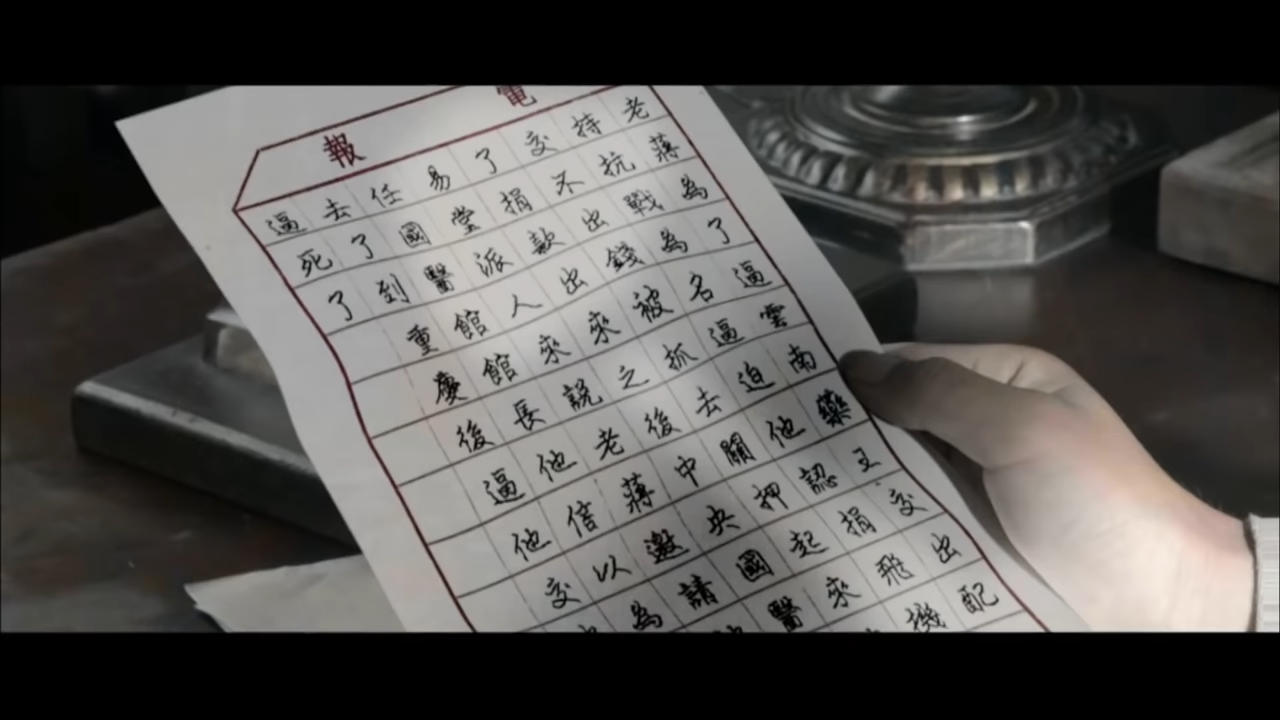 電報
老蔣為了逼雲南藥王交出配
持抗戰為名逼迫他認捐飛機
交不出錢被抓去關押起來
了捐款出來之後中央國醫
易堂派人來說老蔣邀請
任國醫館館長他信以為
去了到重慶後逼他交
逼死了